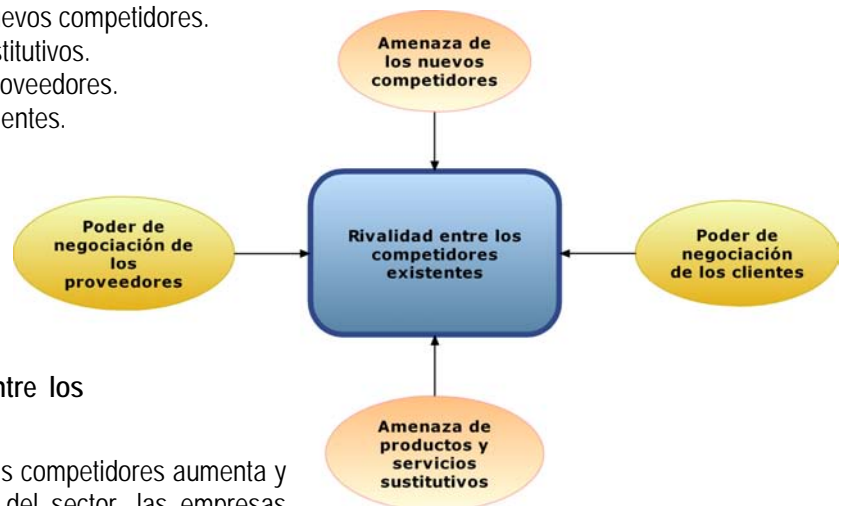 uevos competidores.
stitutivos.
oveedores.
entes.
Amenaza de
los nuevos
competidores
Poder de
negociación de
los
proveedores
Rivalidad entre los
competidores
existentes
Poder de
negociación
de los clientes
Amenaza de
productos y
servicios
sustitutivos
ntre los
s competidores aumenta y
del sector, las empresas